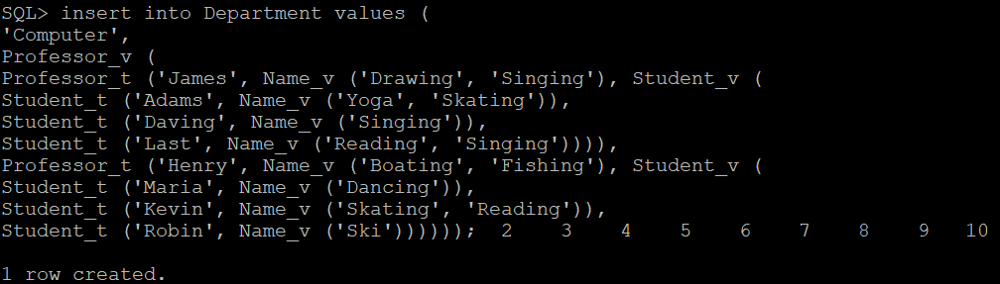 SQL> insert into Department values (
'Computer',
Professor_v (
Professor_t ('James', Name_v ('Drawing', 'Singing'), Student_v (
Student_t ('Adams', Name_v ('Yoga', 'Skating')),
Student_t ('Daving', Name_v ('Singing')),
Student_t ('Last', Name_v ('Reading', 'Singing')))),
Professor_t ('Henry', Name_v ('Boating', 'Fishing'), Student_v (
Student_t ('Maria', Name_v ('Dancing')),
Student_t ('Kevin', Name_v ('Skating', 'Reading')),
Student_t ('Robin', Name_v ('Ski')))))); 2 3 4 5 6 7 8 9 10
1 row created.